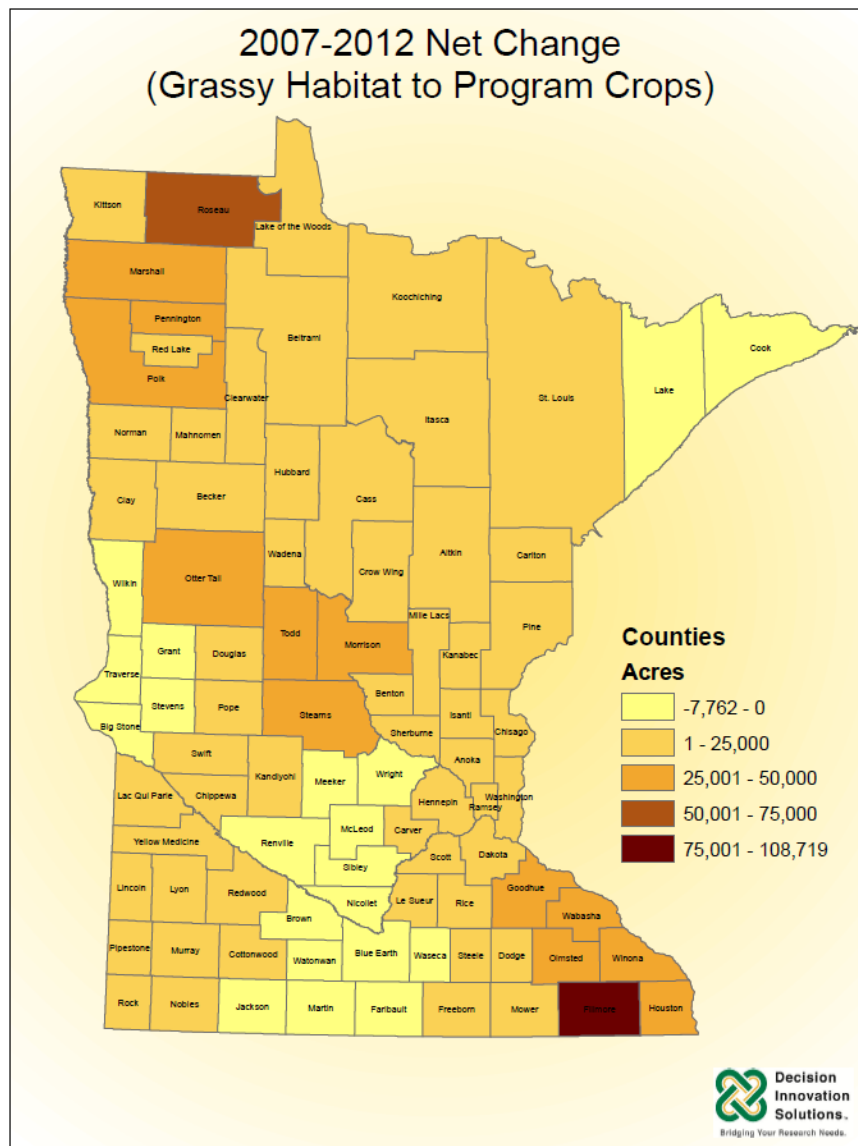 2007-2012 Net Change
(Grassy Habitat to Program Crops)
Kittson
Roseau
Lake of the Woods
Marshall
Koochiching
Pennington
Beltrami
Red Lake
Polk
Clearwater
St. Louis
Lake
Cook
Itasca
Norman
Mahnomen
Hubbard
Cass
Clay
Becker
Wadena
Crow Wing
Aitkin
Carlton
Wilkin
Otter Tail
Todd
Morrison
Mille Lacs
Kanabec
Pine
Grant
Douglas
Traverse
Stevens
Pope
Stearns
Benton
Isanti
Chisago
Big Stone
Sherburne
Swift
Kandiyohi
Meeker
Wright
Anoka
Washington
Lac Qui Parle
Chippewa
Hennepin
Ramsey
McLeod
Carver
Renville
Yellow Medicine
Sibley
Scott
Dakota
Lincoln
Lyon
Redwood
Nicollet
Le Sueur
Rice
Goodhue
Wabasha
Brown
Pipestone
Murray
Cottonwood
Watonwan
Blue Earth
Waseca
Steele
Dodge
Olmsted
Winona
Rock
Nobles
Jackson
Martin
Faribault
Freeborn
Mower
Fillmore
Houston
Counties
Acres
-7,762 - 0
1 - 25,000
25,001 - 50,000
50,001 - 75,000
75,001 - 108,719
Decision
Innovation
Solutions™
Bridging Your Research Needs.